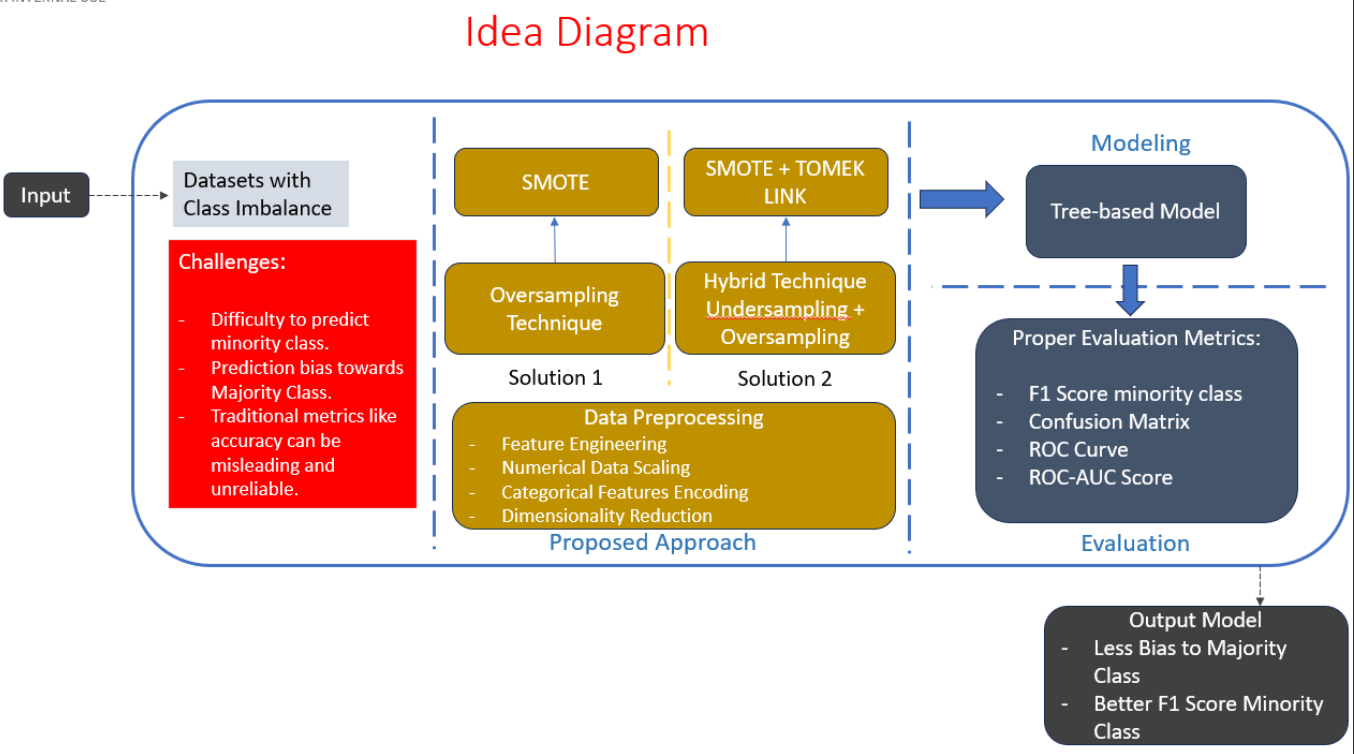 Idea Diagram
Input
Datasets with
Class Imbalance
Challenges:
- Difficulty to predict
minority class.
- Prediction bias towards
Majority Class.
- Traditional metrics like
accuracy can be
misleading and
unreliable.
SMOTE
Oversampling
Technique
Solution 1
SMOTE + TOMEK
LINK
Hybrid Technique
Undersampling +
Oversampling
Solution 2
Data Preprocessing
- Feature Engineering
- Numerical Data Scaling
- Categorical Features Encoding
- Dimensionality Reduction
Proposed Approach
Modeling
Tree-based Model
Proper Evaluation Metrics:
- F1 Score minority class
- Confusion Matrix
- ROC Curve
- ROC-AUC Score
Evaluation
Output Model
- Less Bias to Majority
Class
- Better F1 Score Minority
Class